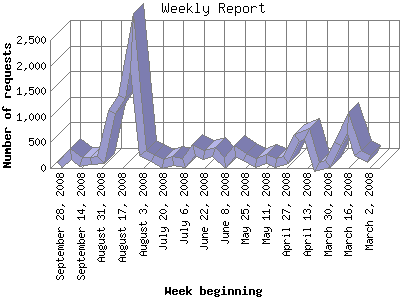 Weekly Report
Number of requests
2,500
2,000
1,500
1,000
500
0
September 28, 2008
September 14, 2008
August 31, 2008
August 17, 2008
August 3, 2008
July 20, 2008
July 6, 2008
June 22, 2008
June 8, 2008
May 25, 2008
May 11, 2008
April 27, 2008
April 13, 2008
March 30, 2008
March 16, 2008
March 2, 2008
Week beginning